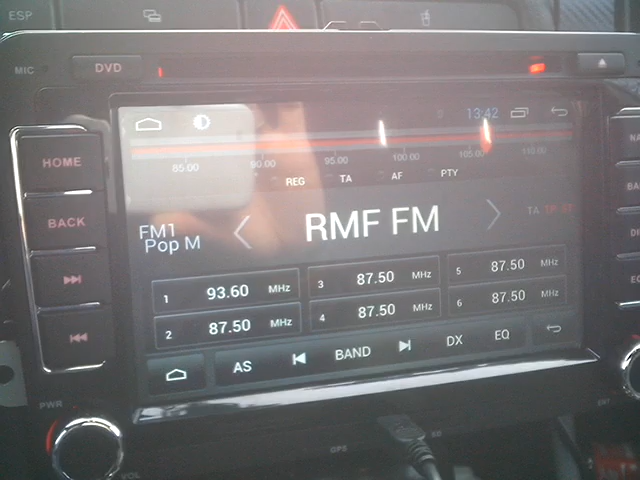 ESP
MIC
DVD
13:42
85.00 90.00 95.00 100.00 105.00 110.00
REG TA AF PTY
HOME
BACK
FM1
Pop M
RMF FM
TA
1 93.60 MHz
3 87.50 MHz
5 87.50 MHz
2 87.50 MHz
4 87.50 MHz
6 87.50 MHz
AS BAND DX EQ
PWR
VOL
GPS
SD